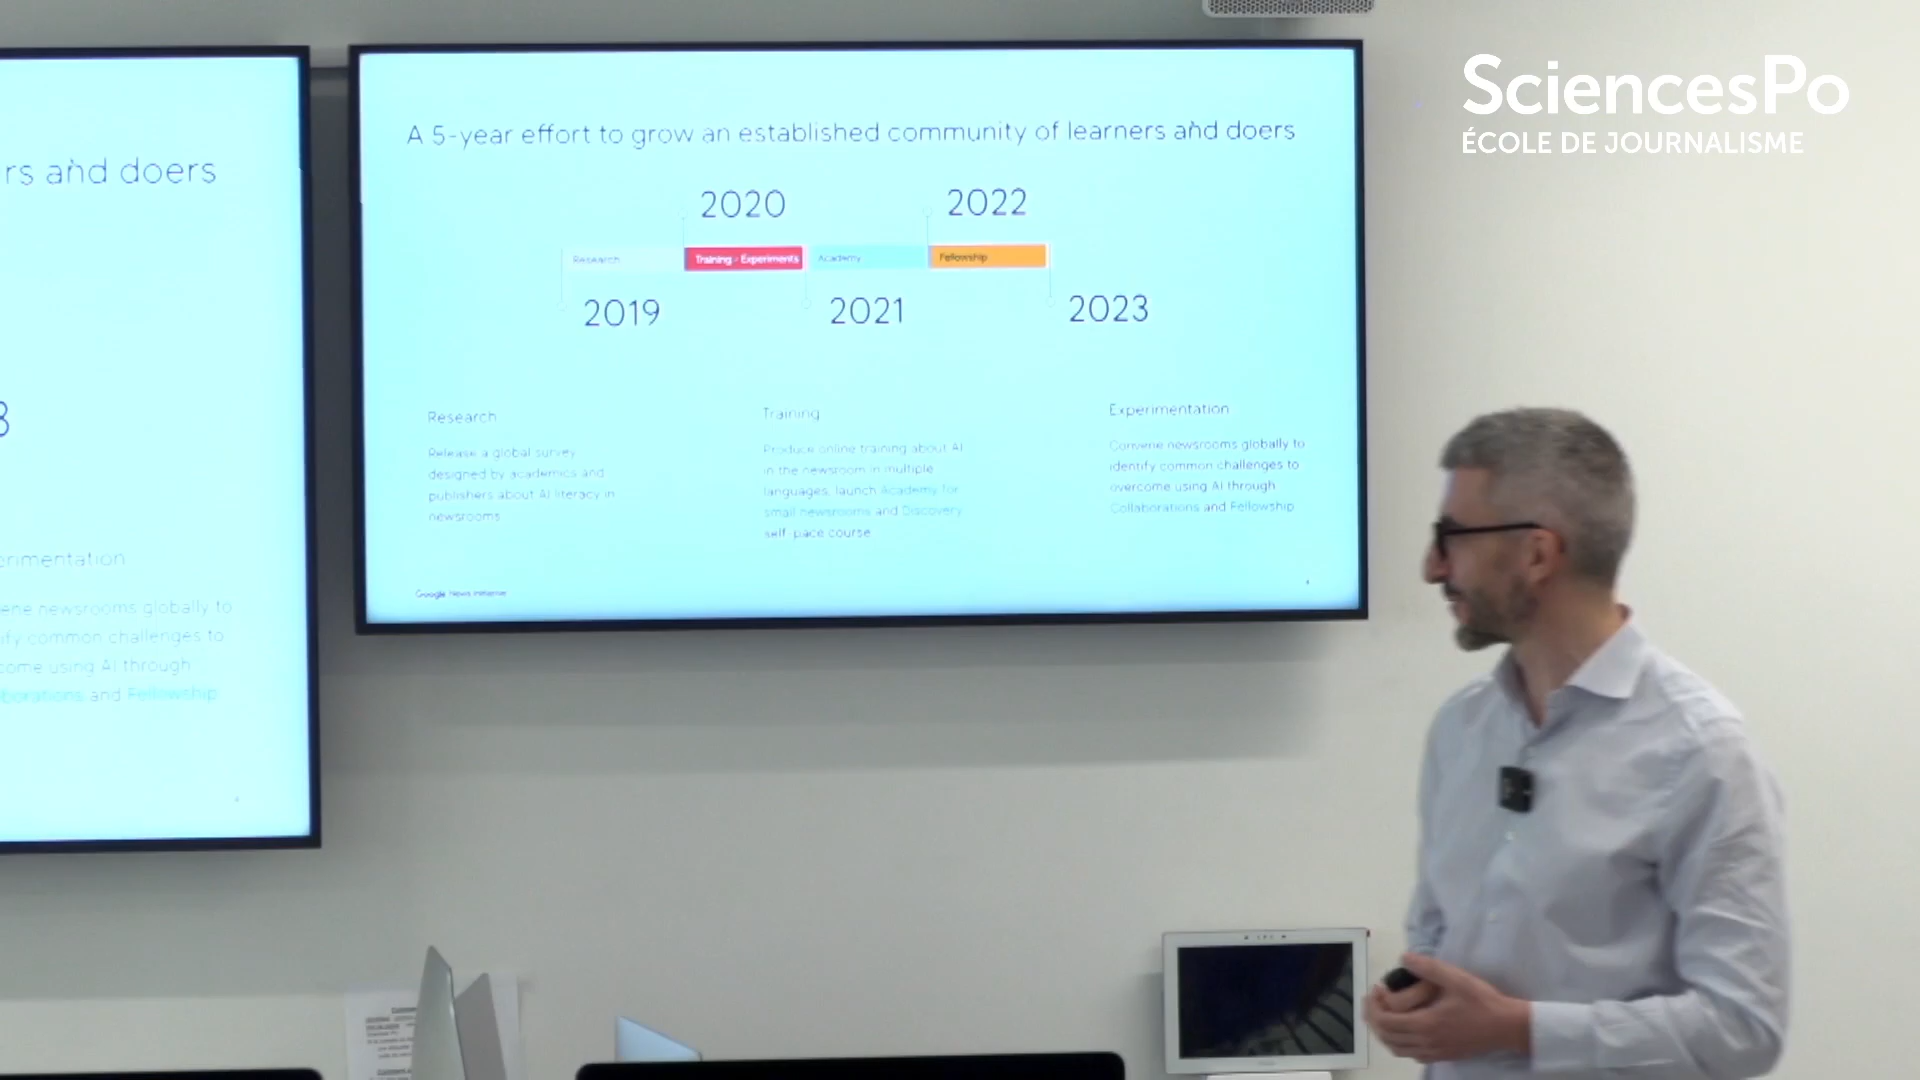 SciencesPo
ÉCOLE DE JOURNALISME
rs and doers
erimentation
ene newsrooms globally to
ify common challenges to
come using AI through
borations and Fellowship
A 5-year effort to grow an established community of learners and doers
2020
2022
Research
Training - Experiments
Academy
Fellowship
2019
2021
2023
Research
Release a global survey
designed by academics and
publishers about AI literacy in
newsrooms
Training
Produce online training about AI
in the newsroom in multiple
languages, launch Academy for
small newsrooms and Discovery
self-pace course
Experimentation
Convene newsrooms globally to
identify common challenges to
overcome using AI through
Collaborations and Fellowship
Google News Initiative